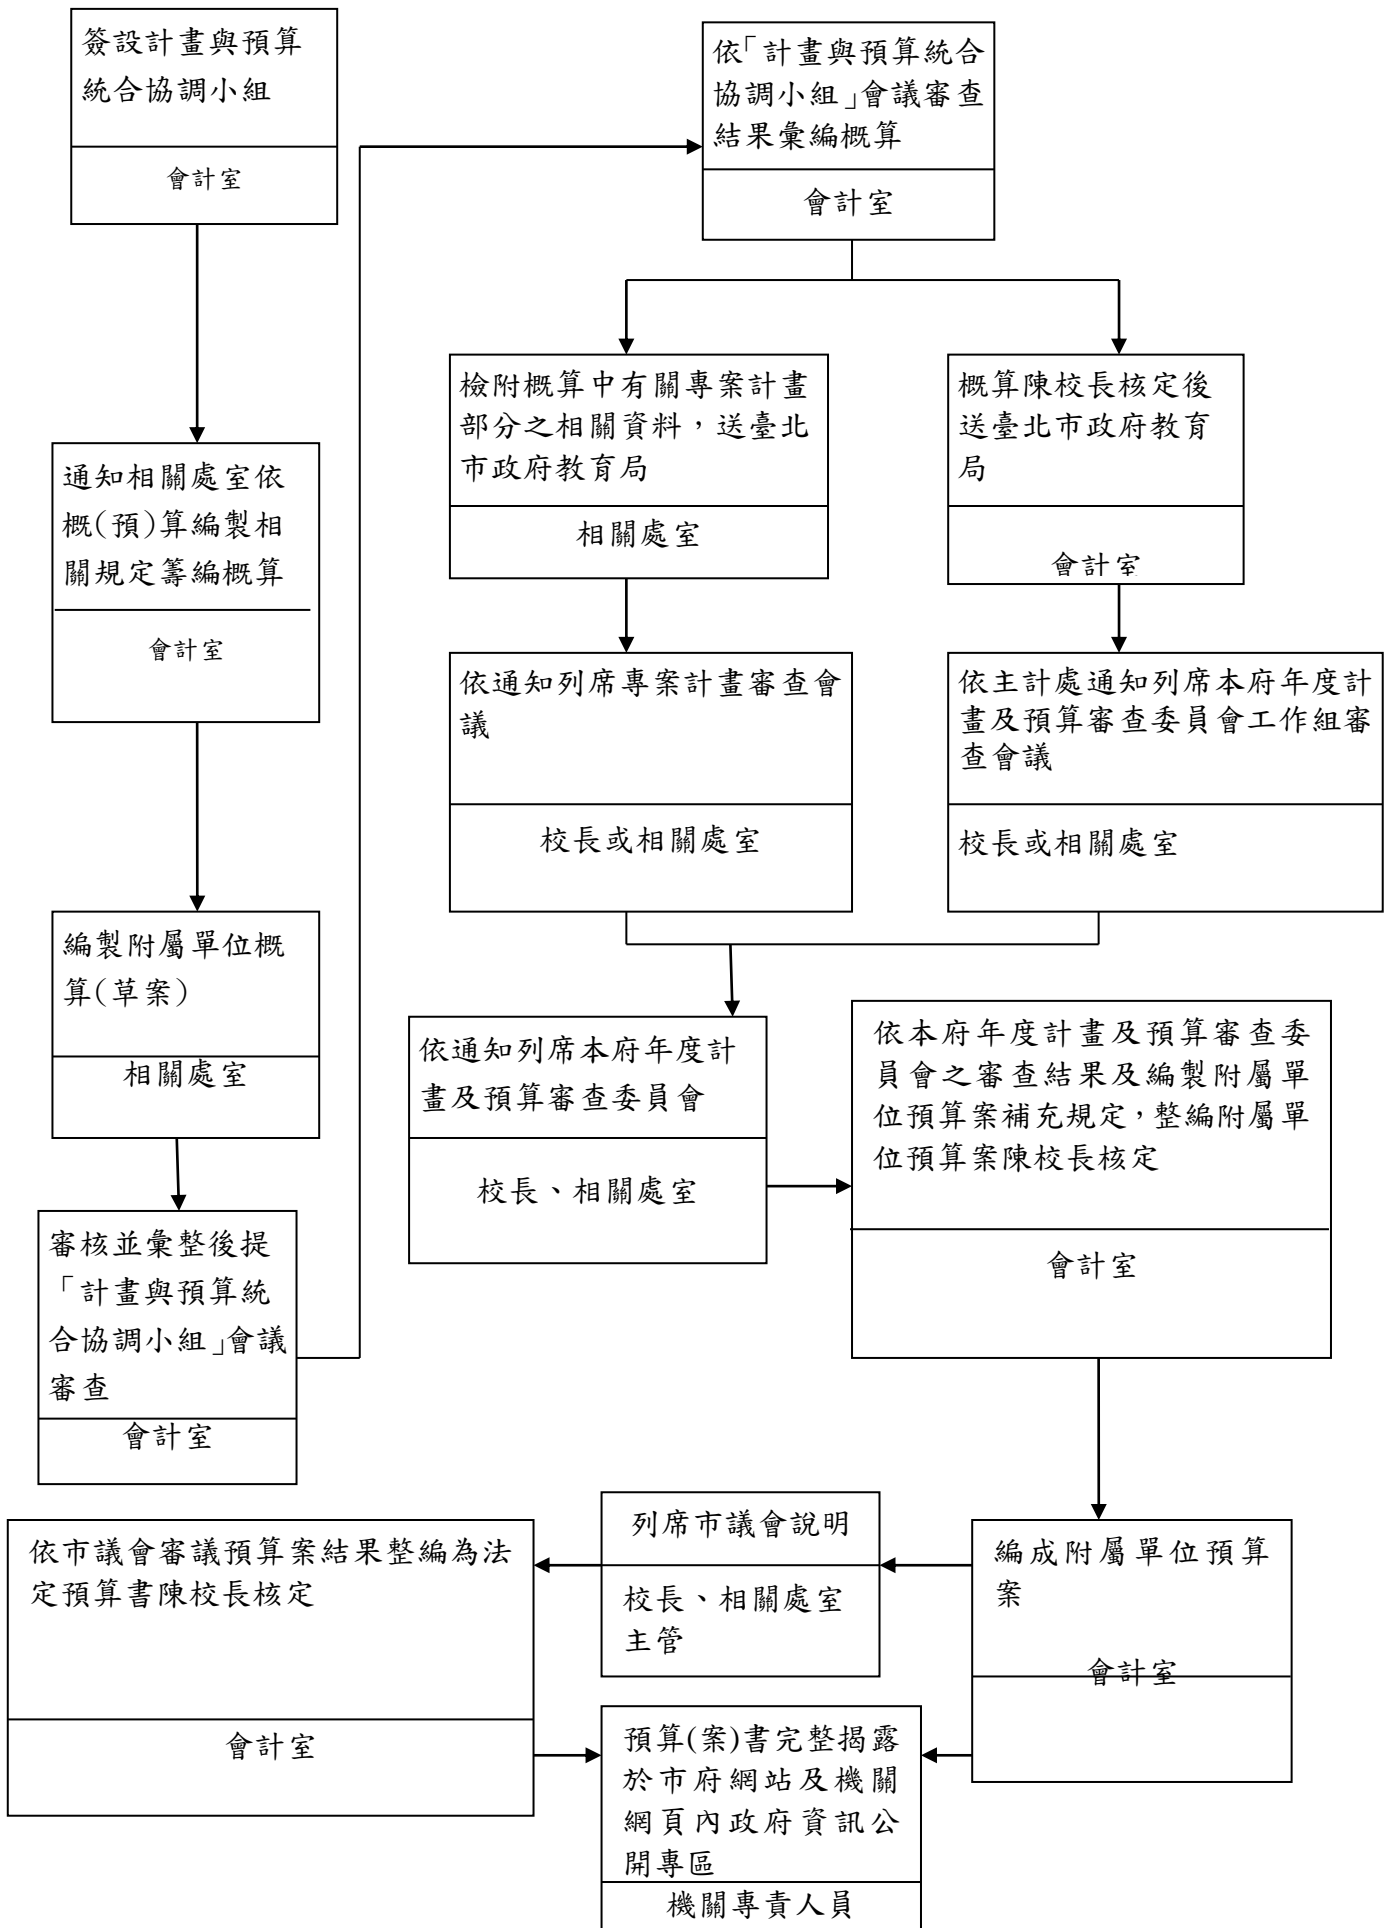 簽設計畫與預算
統合協調小組
會計室
通知相關處室依
概(預)算編製相
關規定籌編概算
會計室
編製附屬單位概
算(草案)
相關處室
審核並彙整後提
「計畫與預算統
合協調小組」會議
審查
會計室
依「計畫與預算統合
協調小組」會議審查
結果彙編概算
會計室
檢附概算中有關專案計畫
部分之相關資料，送臺北
市政府教育局
相關處室
概算陳校長核定後
送臺北市政府教育
局
會計室
依通知列席專案計畫審查會
議
校長或相關處室
依主計處通知列席本府年度計
畫及預算審查委員會工作組審
查會議
校長或相關處室
依通知列席本府年度計
畫及預算審查委員會
校長、相關處室
依本府年度計畫及預算審查委
員會之審查結果及編製附屬單
位預算案補充規定，整編附屬單
位預算案陳校長核定
會計室
編成附屬單位預算
案
會計室
列席市議會說明
校長、相關處室
主管
依市議會審議預算案結果整編為法
定預算書陳校長核定
會計室
預算(案)書完整揭露
於市府網站及機關
網頁內政府資訊公
開專區
機關專責人員